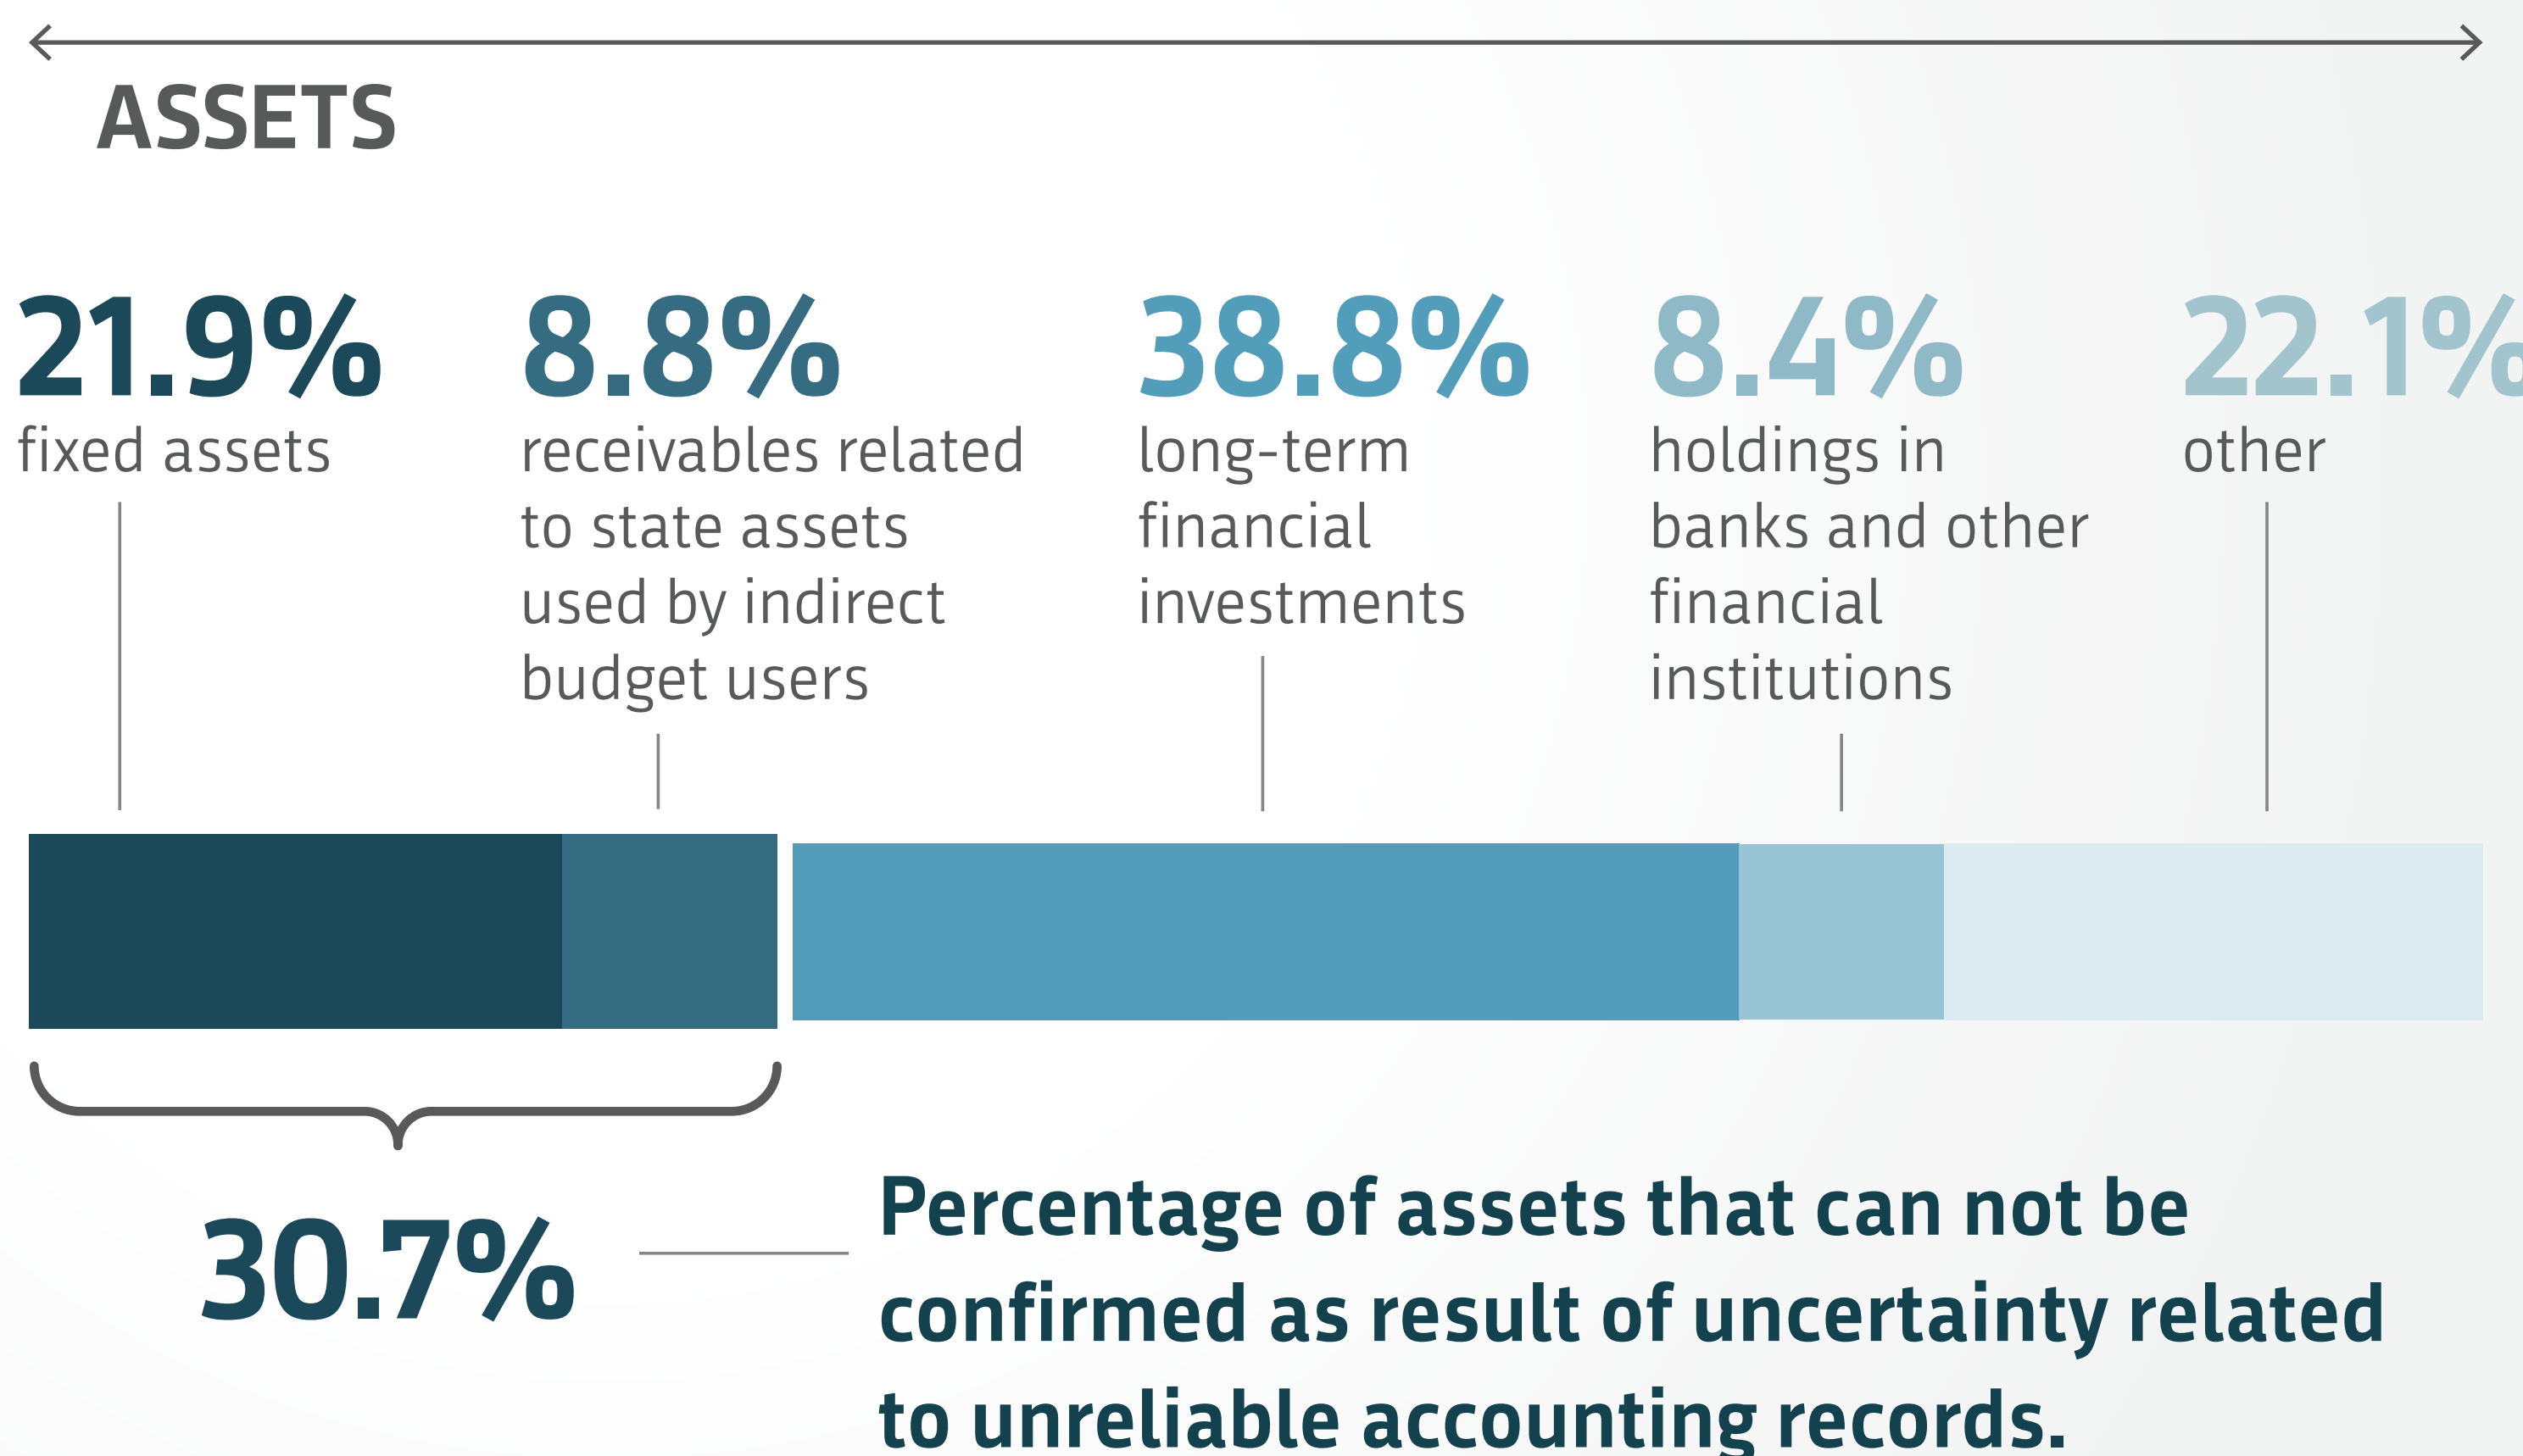 ASSETS
21.9%
fixed assets
8.8%
receivables related
to state assets
used by indirect
budget users
38.8%
long-term
financial
investments
8.4%
holdings in
banks and other
financial
institutions
22.1%
other
30.7%
Percentage of assets that can not be
confirmed as result of uncertainty related
to unreliable accounting records.